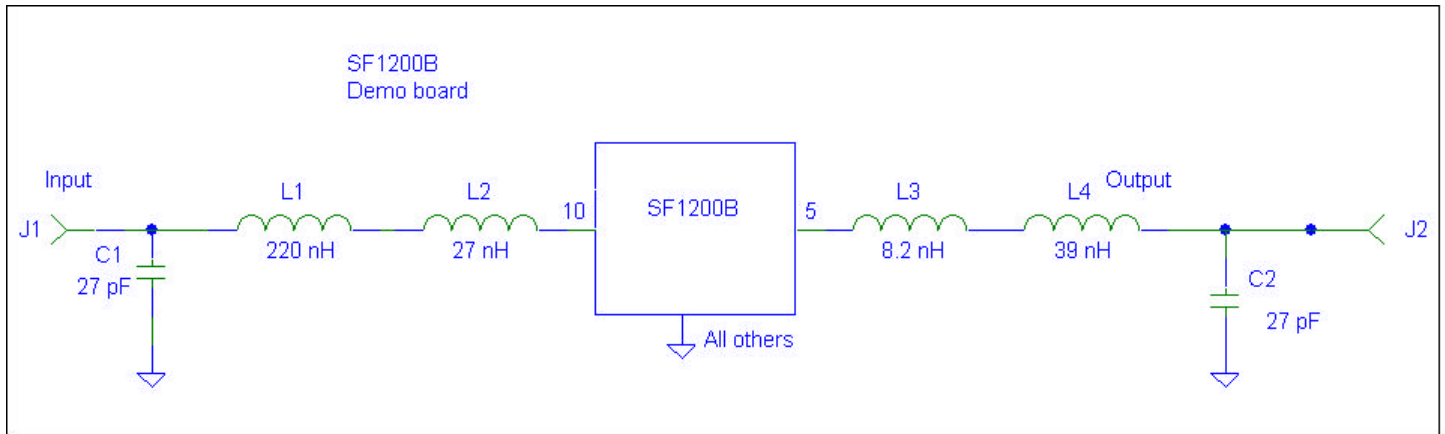 SF1200B
Demo board
Input
Output
L1
L2
L3
L4
SF1200B
10
5
J1
J2
220 nH
27 nH
8.2 nH
39 nH
C1
27 pF
C2
27 pF
All others